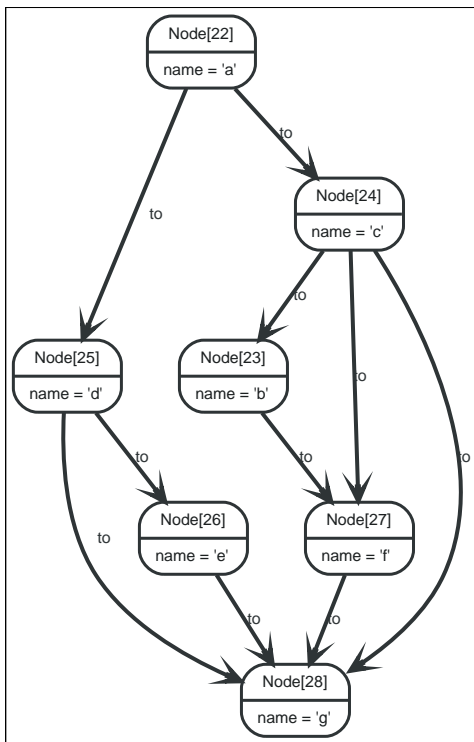 Node[22]
name = 'a'
to
to
Node[24]
name = 'c'
to
to
to
Node[25]
name = 'd'
Node[23]
name = 'b'
to
to
to
Node[26]
name = 'e'
Node[27]
name = 'f'
to
to
Node[28]
name = 'g'